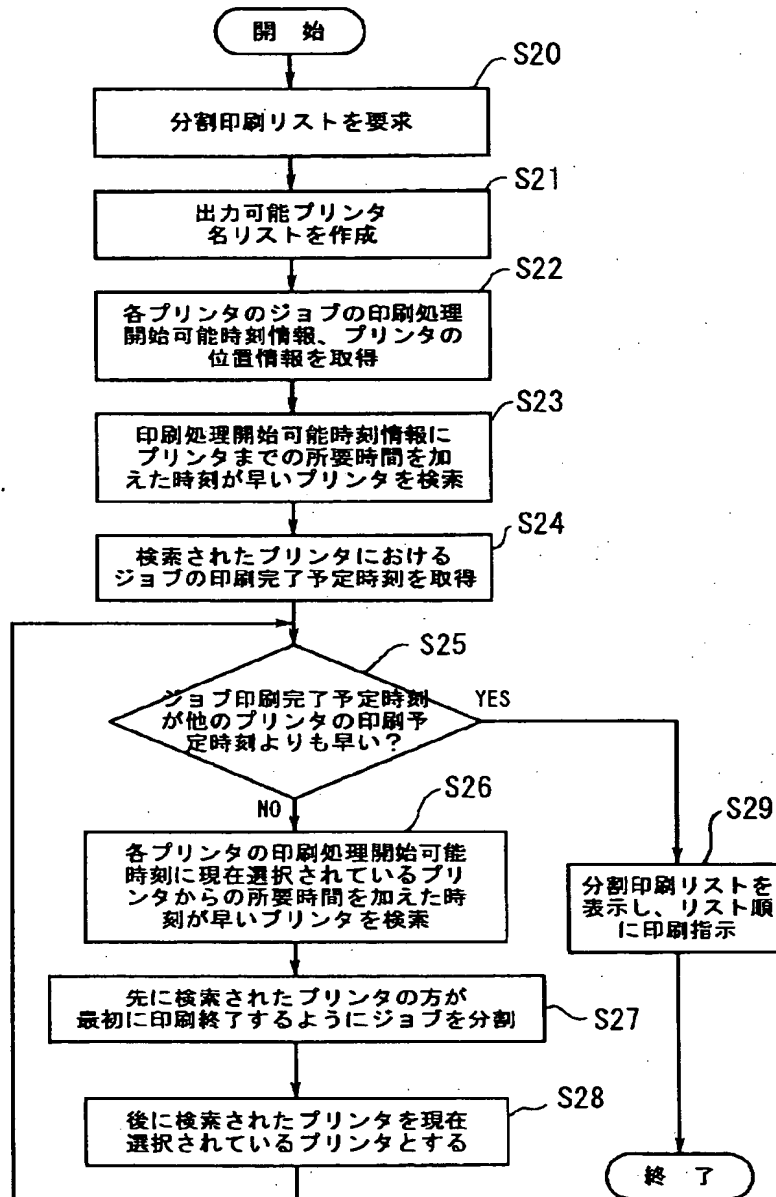 開 始
S20
分割印刷リストを要求
S21
出力可能プリンタ
名リストを作成
S22
各プリンタのジョブの印刷処理
開始可能時刻情報、プリンタの
位置情報を取得
S23
印刷処理開始可能時刻情報に
プリンタまでの所要時間を加
えた時刻が早いプリンタを検索
S24
検索されたプリンタにおける
ジョブの印刷完了予定時刻を取得
S25
ジョブ印刷完了予定時刻
が他のプリンタの印刷予
定時刻よりも早い?
YES
NO
S26
各プリンタの印刷処理開始可能
時刻に現在選択されているプリ
ンタからの所要時間を加えた時
刻が早いプリンタを検索
S29
分割印刷リストを
表示し、リスト順
に印刷指示
先に検索されたプリンタの方が
最初に印刷終了するようにジョブを分割
S27
S28
後に検索されたプリンタを現在
選択されているプリンタとする
終 了